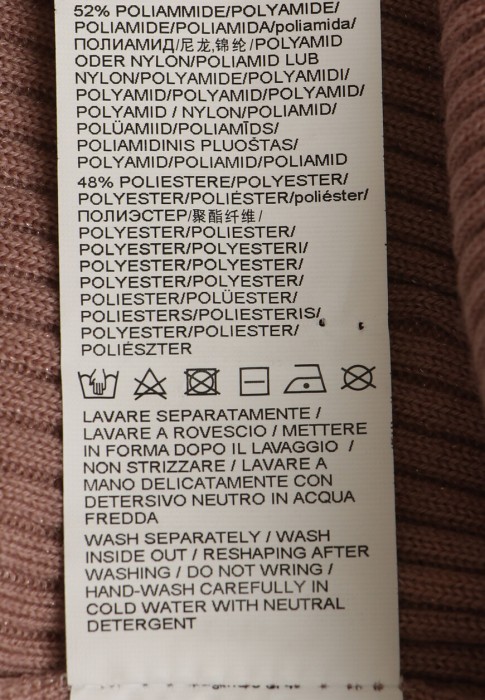 52% POLIAMMIDE/POLYAMIDE/
POLIAMIDE/POLIAMIDA/poliamida/
ПОЛИАМИД/尼龙,锦纶/POLYAMID
ODER NYLON/POLIAMID LUB
NYLON/POLYAMIDE/POLYAMIDI/
POLYAMID/POLYAMID/POLYAMID/
POLYAMID / NYLON/POLIAMID/
POLÜAMIID/POLIAMĪDS/
POLIAMIDINIS PLUOŠTAS/
POLYAMID/POLIAMID/POLIAMID
48% POLIESTERE/POLYESTER/
POLYESTER/POLIÉSTER/poliéster/
ПОЛИЭСТЕР/聚酯纤维/
POLYESTER/POLIESTER/
POLYESTER/POLYESTERI/
POLYESTER/POLYESTER/
POLYESTER/POLYESTER/
POLIESTER/POLÜESTER/
POLIESTERS/POLIESTERIS/
POLYESTER/POLIESTER/
POLIÉSZTER
LAVARE SEPARATAMENTE /
LAVARE A ROVESCIO / METTERE
IN FORMA DOPO IL LAVAGGIO /
NON STRIZZARE / LAVARE A
MANO DELICATAMENTE CON
DETERSIVO NEUTRO IN ACQUA
FREDDA
WASH SEPARATELY / WASH
INSIDE OUT / RESHAPING AFTER
WASHING / DO NOT WRING /
HAND-WASH CAREFULLY IN
COLD WATER WITH NEUTRAL
DETERGENT